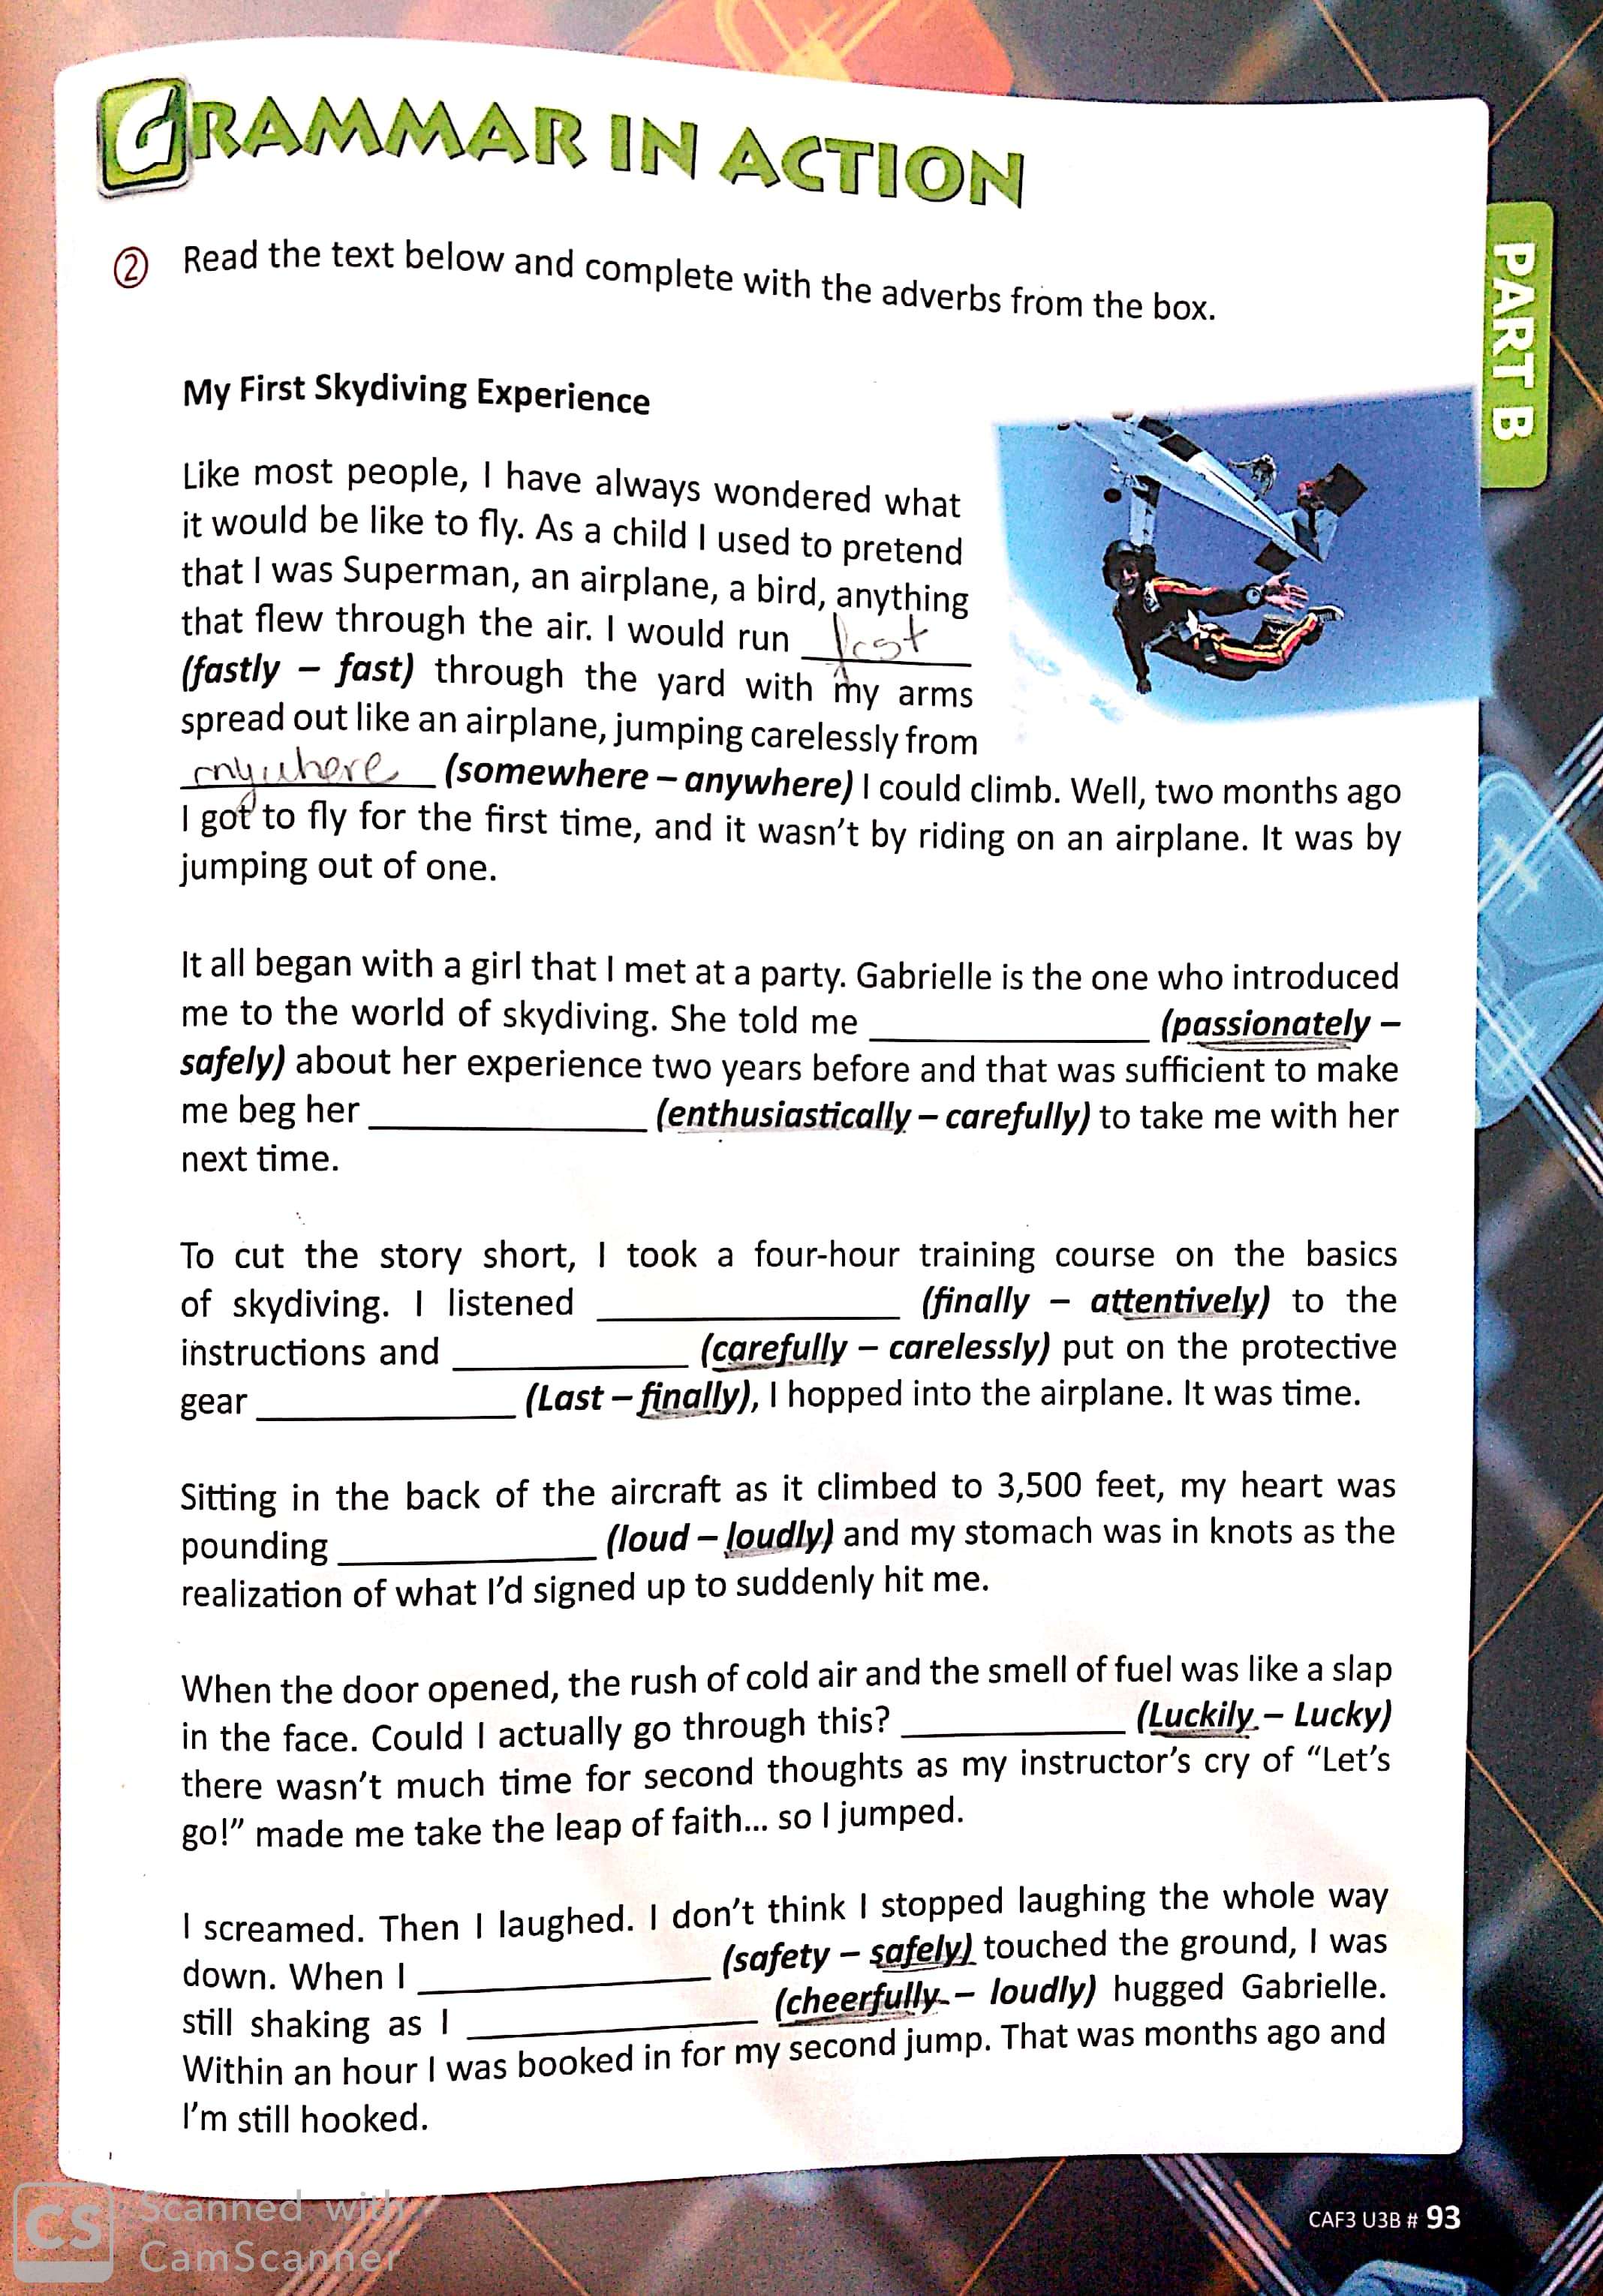 GRAMMAR IN ACTION
PART B
② Read the text below and complete with the adverbs from the box.
My First Skydiving Experience
Like most people, I have always wondered what
it would be like to fly. As a child I used to pretend
that I was Superman, an airplane, a bird, anything
that flew through the air. I would run fast
(fastly – fast) through the yard with my arms
spread out like an airplane, jumping carelessly from
anywhere (somewhere – anywhere) I could climb. Well, two months ago
I got to fly for the first time, and it wasn't by riding on an airplane. It was by
jumping out of one.
It all began with a girl that I met at a party. Gabrielle is the one who introduced
me to the world of skydiving. She told me ____________ (passionately –
safely) about her experience two years before and that was sufficient to make
me beg her ____________ (enthusiastically – carefully) to take me with her
next time.
To cut the story short, I took a four-hour training course on the basics
of skydiving. I listened ____________ (finally – attentively) to the
instructions and ____________ (carefully – carelessly) put on the protective
gear ____________ (Last – finally), I hopped into the airplane. It was time.
Sitting in the back of the aircraft as it climbed to 3,500 feet, my heart was
pounding ____________ (loud – loudly) and my stomach was in knots as the
realization of what I'd signed up to suddenly hit me.
When the door opened, the rush of cold air and the smell of fuel was like a slap
in the face. Could I actually go through this? ____________ (Luckily – Lucky)
there wasn't much time for second thoughts as my instructor's cry of "Let's
go!" made me take the leap of faith... so I jumped.
I screamed. Then I laughed. I don't think I stopped laughing the whole way
down. When I ____________ (safety – safely) touched the ground, I was
still shaking as I ____________ (cheerfully – loudly) hugged Gabrielle.
Within an hour I was booked in for my second jump. That was months ago and
I'm still hooked.
CAF3 U3B # 93
CS Scanned with
CamScanner